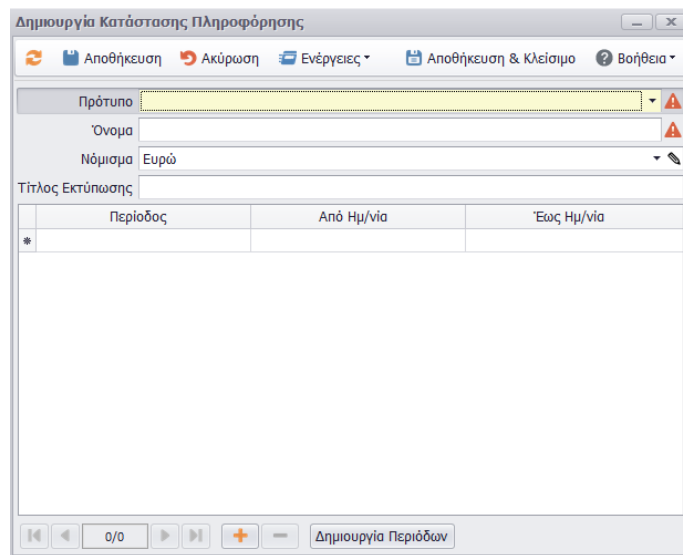 Δημιουργία Κατάστασης Πληροφόρησης
Αποθήκευση Ακύρωση Ενέργειες Αποθήκευση & Κλείσιμο Βοήθεια
Πρότυπο
Όνομα
Νόμισμα Ευρώ
Τίτλος Εκτύπωσης
Περίοδος Από Ημ/νία Έως Ημ/νία
0/0 Δημιουργία Περιόδων